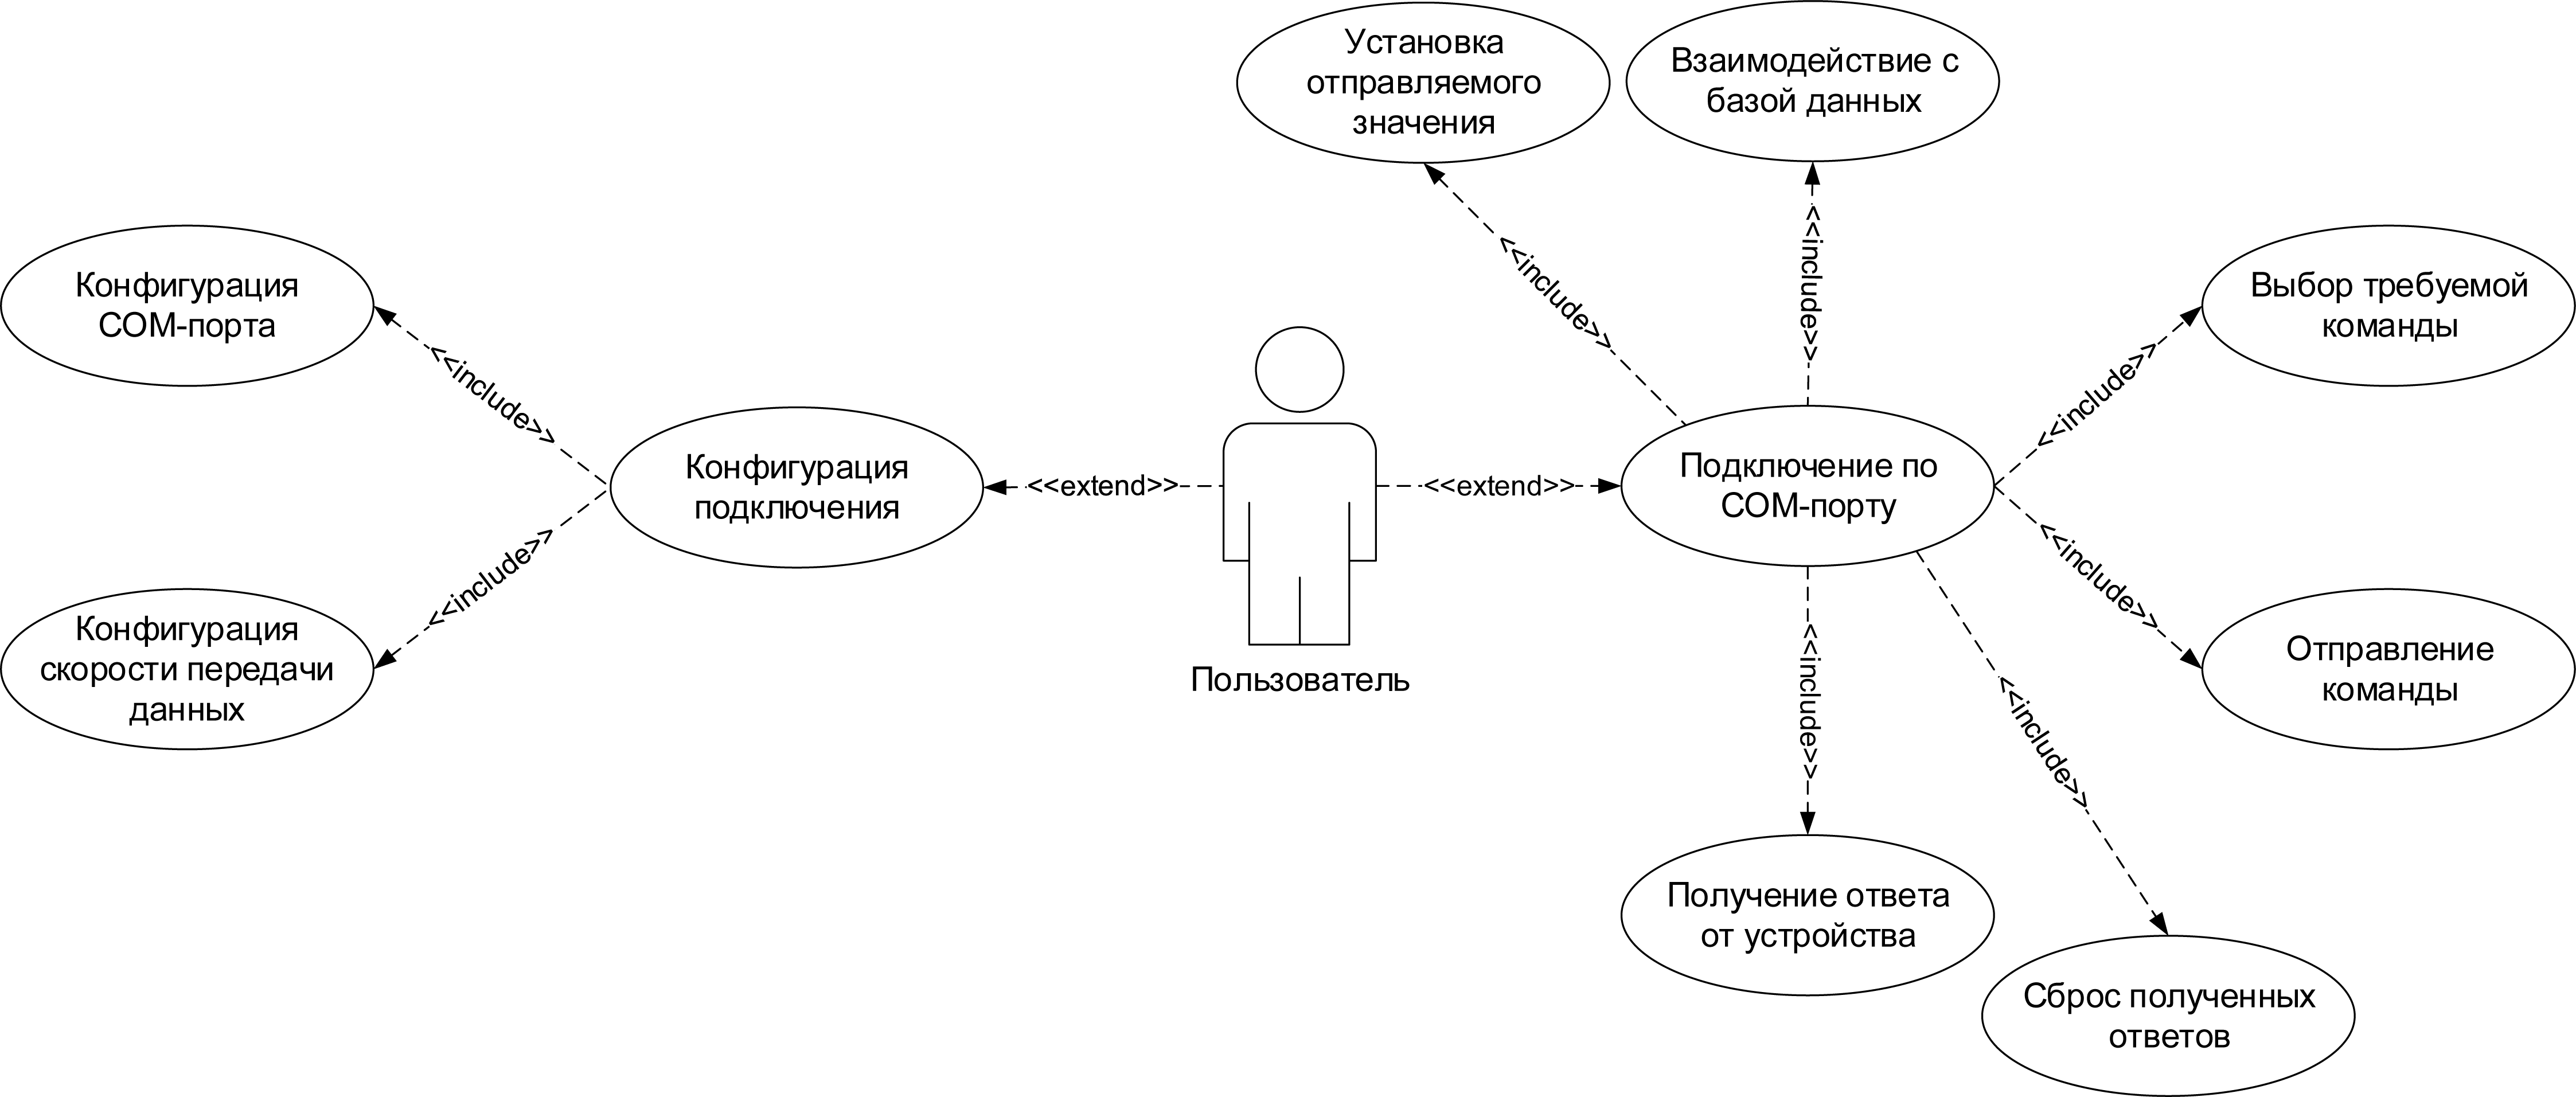 Установка
отправляемого
значения
Взаимодействие с
базой данных
<<include>>
<<include>>
Конфигурация
COM-порта
<<include>>
Выбор требуемой
команды
<<include>>
Конфигурация
подключения
<<extend>>
<<extend>>
Подключение по
COM-порту
<<include>>
<<include>>
Конфигурация
скорости передачи
данных
Пользователь
<<include>>
<<include>>
Отправление
команды
Получение ответа
от устройства
Сброс полученных
ответов